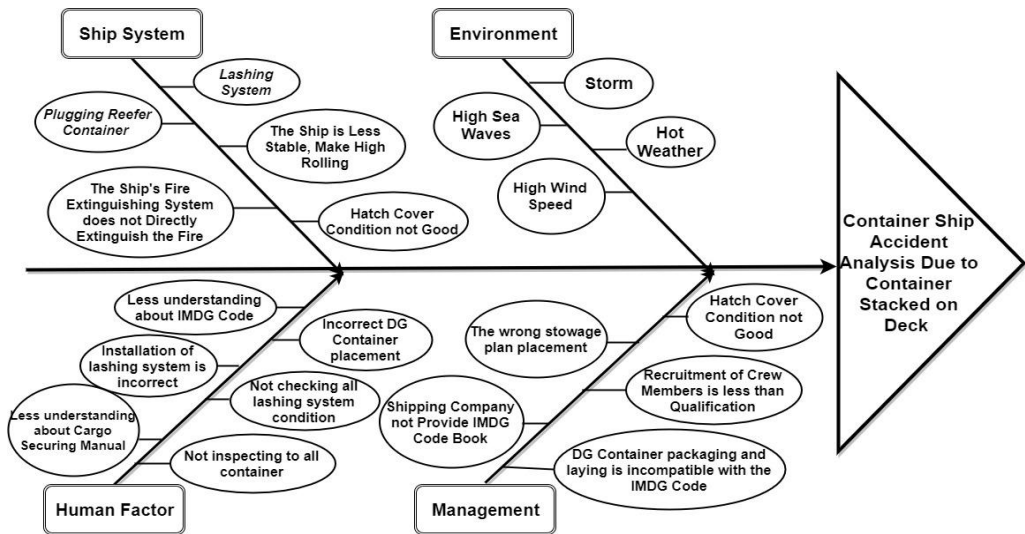 Ship System
Environment
Lashing
System
Plugging Reefer
Container
The Ship is Less
Stable, Make High
Rolling
The Ship's Fire
Extinguishing System
does not Directly
Extinguish the Fire
Hatch Cover
Condition not Good
Storm
High Sea
Waves
Hot
Weather
High Wind
Speed
Container Ship
Accident
Analysis Due to
Container
Stacked on
Deck
Less understanding
about IMDG Code
Incorrect DG
Container
placement
Installation of
lashing system is
incorrect
Not checking all
lashing system
condition
Less understanding
about Cargo
Securing Manual
Not inspecting to all
container
Hatch Cover
Condition not
Good
The wrong stowage
plan placement
Recruitment of Crew
Members is less than
Qualification
Shipping Company
not Provide IMDG
Code Book
DG Container packaging and
laying is incompatible with the
IMDG Code
Human Factor
Management